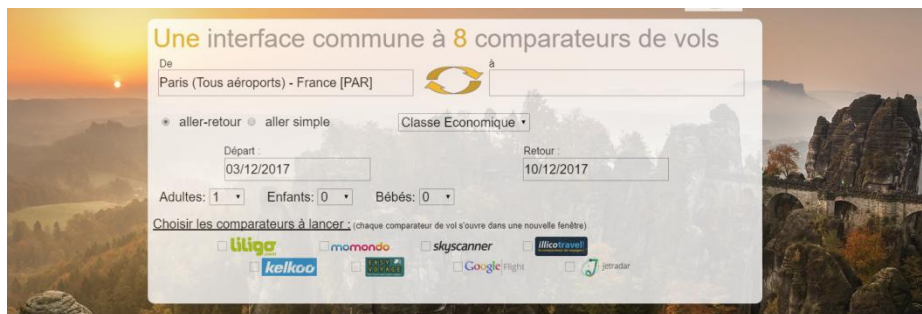 Une interface commune à 8 comparateurs de vols
De
à
Paris (Tous aéroports) - France [PAR]
aller-retour aller simple Classe Economique
Départ : Retour :
03/12/2017 10/12/2017
Adultes: 1 Enfants: 0 Bébés: 0
Choisir les comparateurs à lancer : (chaque comparateur de vol s'ouvre dans une nouvelle fenêtre)
liligo.com momondo skyscanner illicotravel
kelkoo EASY VOYAGE Google Flight jetradar